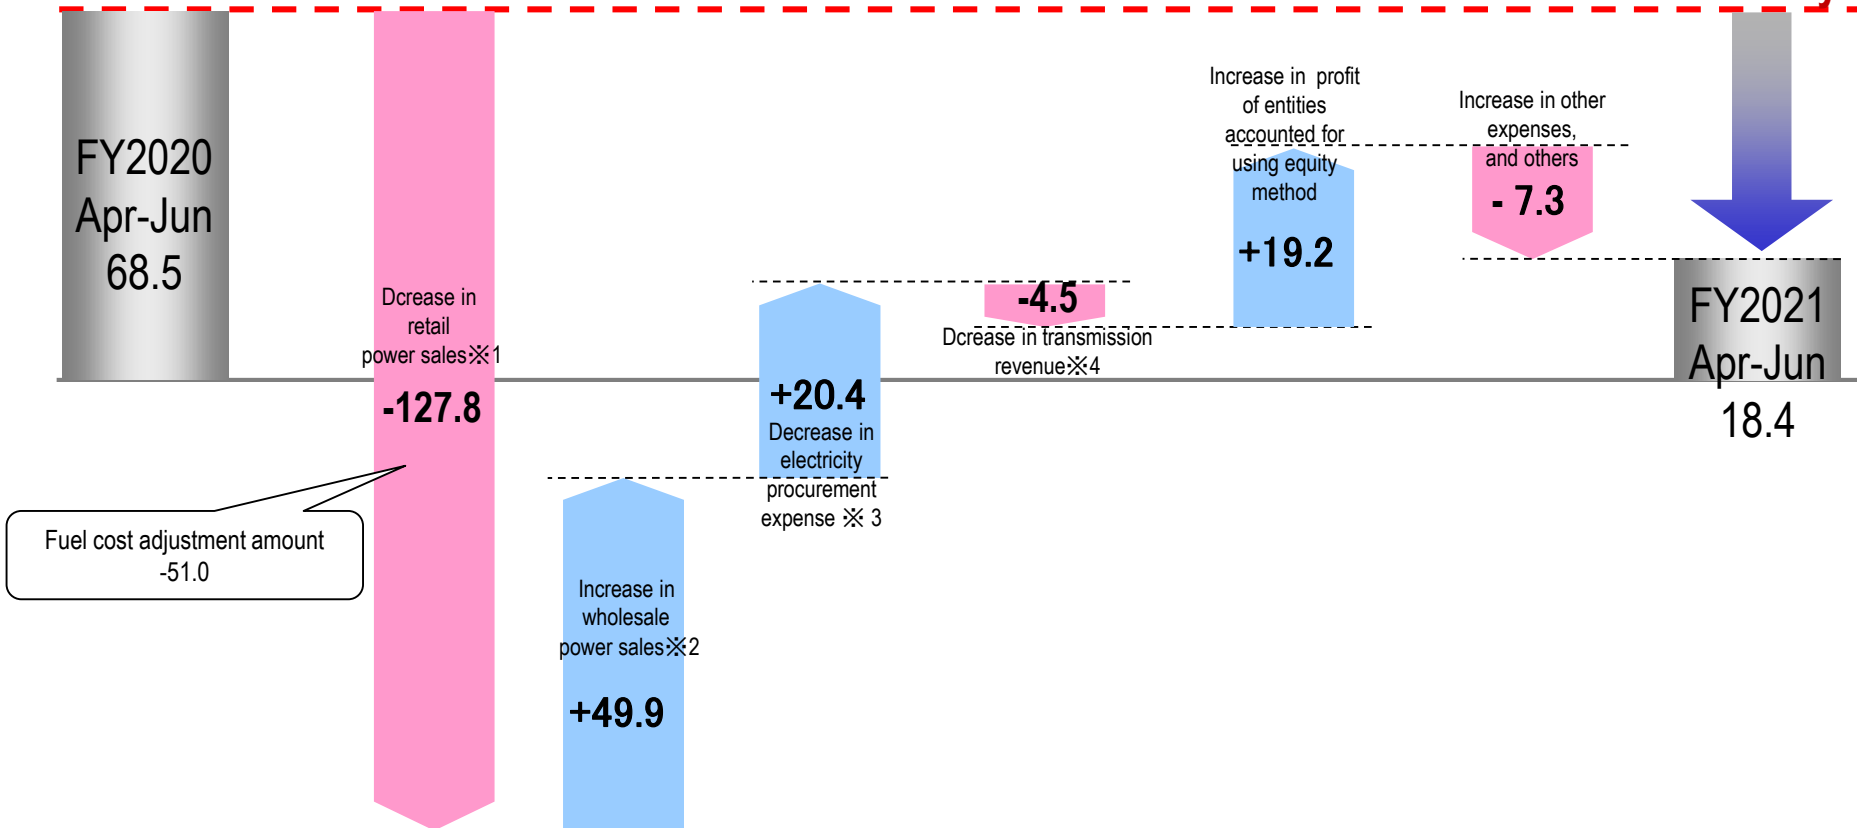 FY2020
Apr-Jun
68.5
Dcrease in
retail
power sales※1
-127.8
Fuel cost adjustment amount
-51.0
Increase in
wholesale
power sales※2
+49.9
+20.4
Decrease in
electricity
procurement
expense ※ 3
-4.5
Dcrease in transmission
revenue※4
Increase in  profit
of entities
accounted for
using equity
method
+19.2
Increase in other
expenses,
and others
- 7.3
FY2021
Apr-Jun
18.4